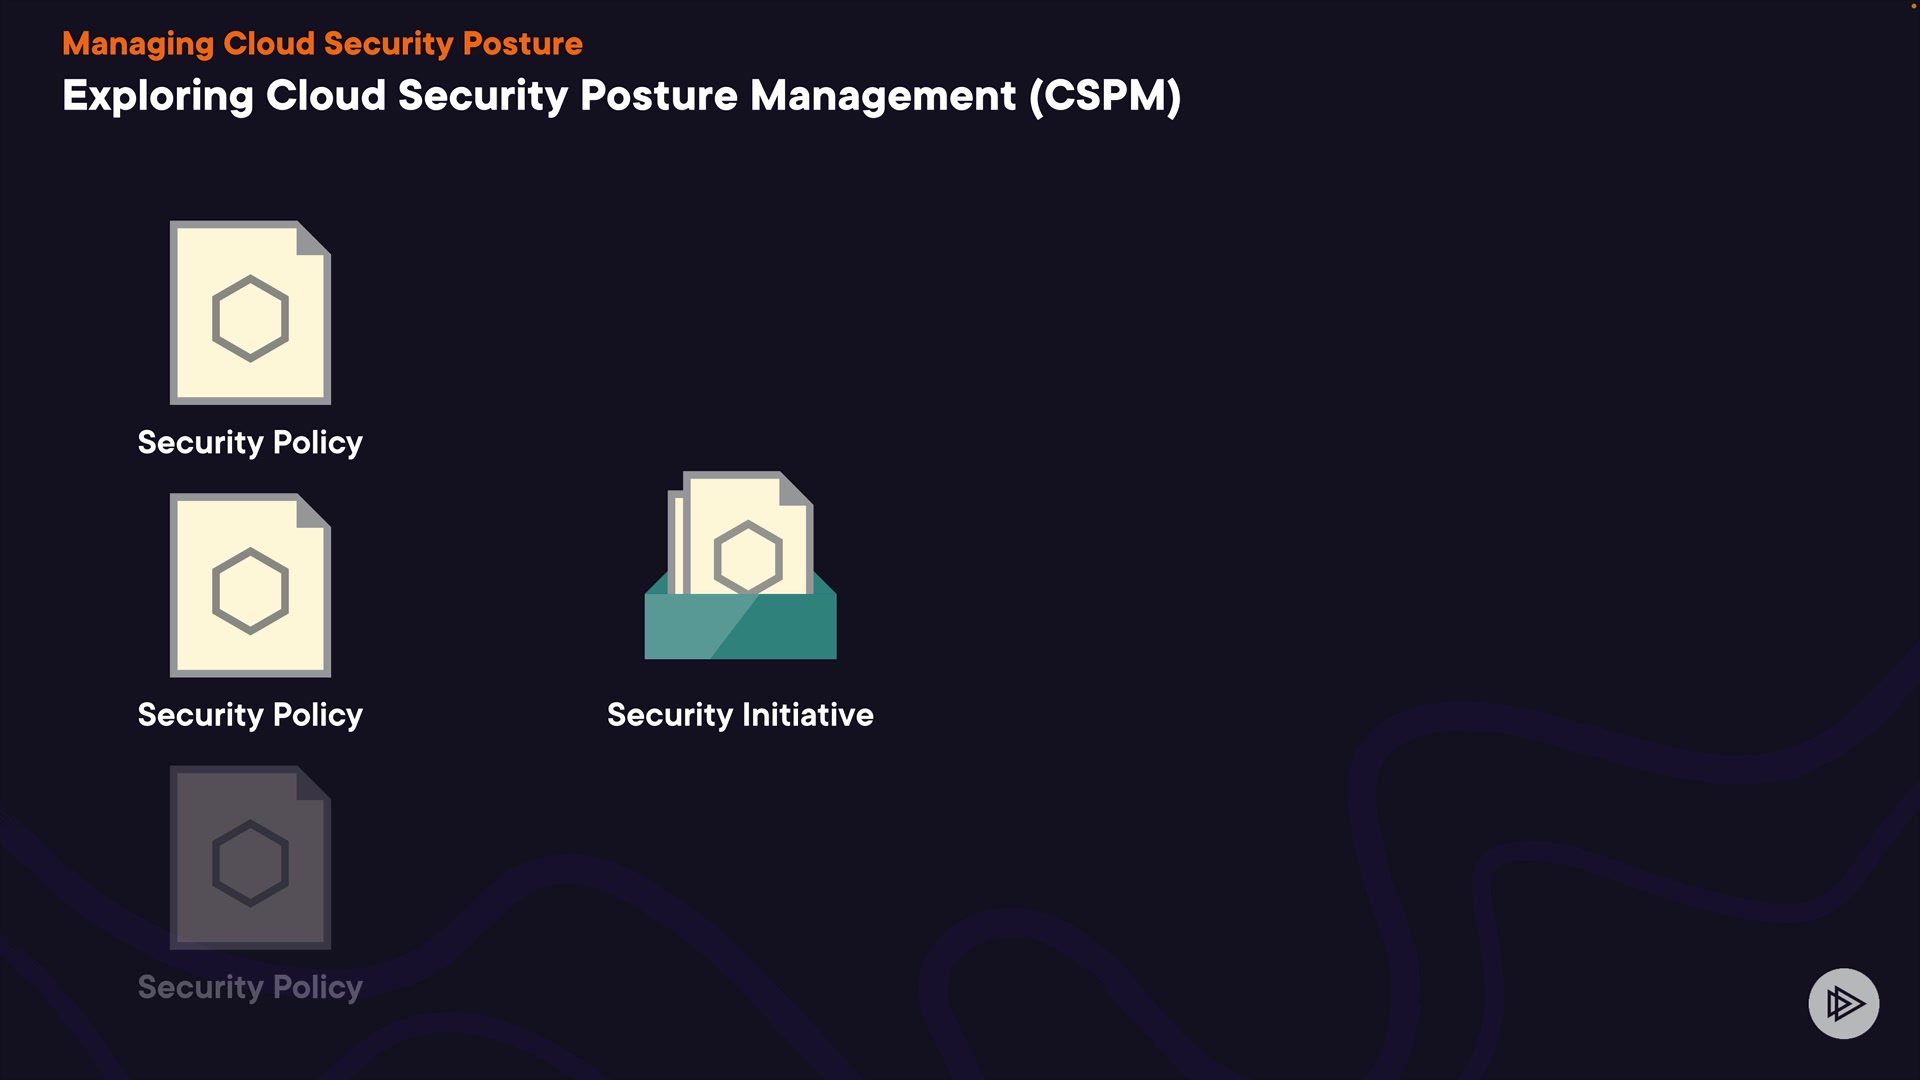 Managing Cloud Security Posture
Exploring Cloud Security Posture Management (CSPM)
Security Policy
Security Policy
Security Initiative
Security Policy